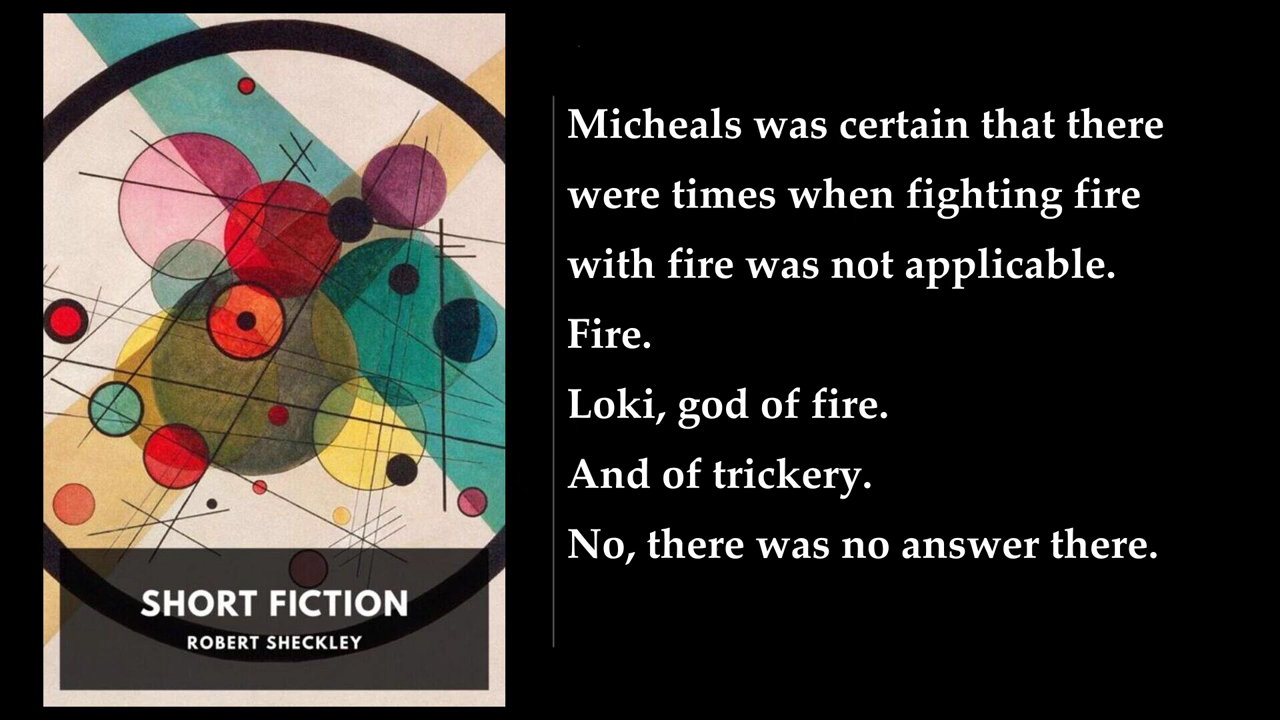 SHORT FICTION
ROBERT SHECKLEY
Micheals was certain that there
were times when fighting fire
with fire was not applicable.
Fire.
Loki, god of fire.
And of trickery.
No, there was no answer there.